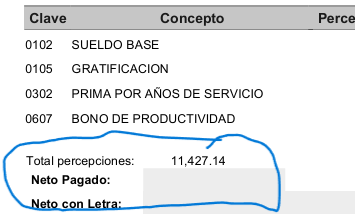 Clave Concepto Perce
0102 SUELDO BASE
0105 GRATIFICACION
0302 PRIMA POR AÑOS DE SERVICIO
0607 BONO DE PRODUCTIVIDAD
Total percepciones: 11,427.14
Neto Pagado:
Neto con Letra: